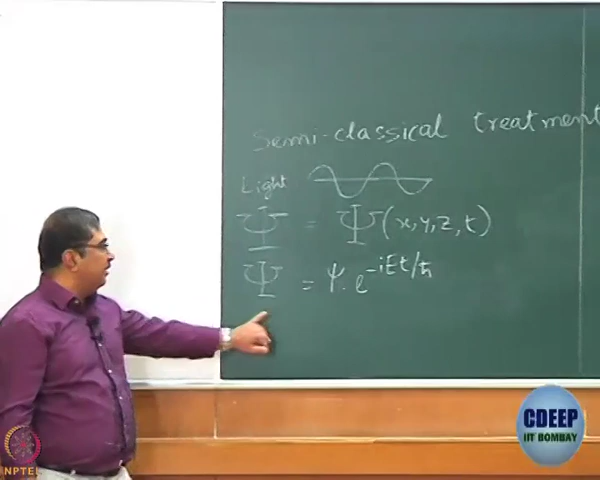 Semi-classical treatment
Light
Ψ = Ψ(x,y,z,t)
Ψ = ψ.e^-iEt/ħ
CDEEP
IIT BOMBAY
NPTEL